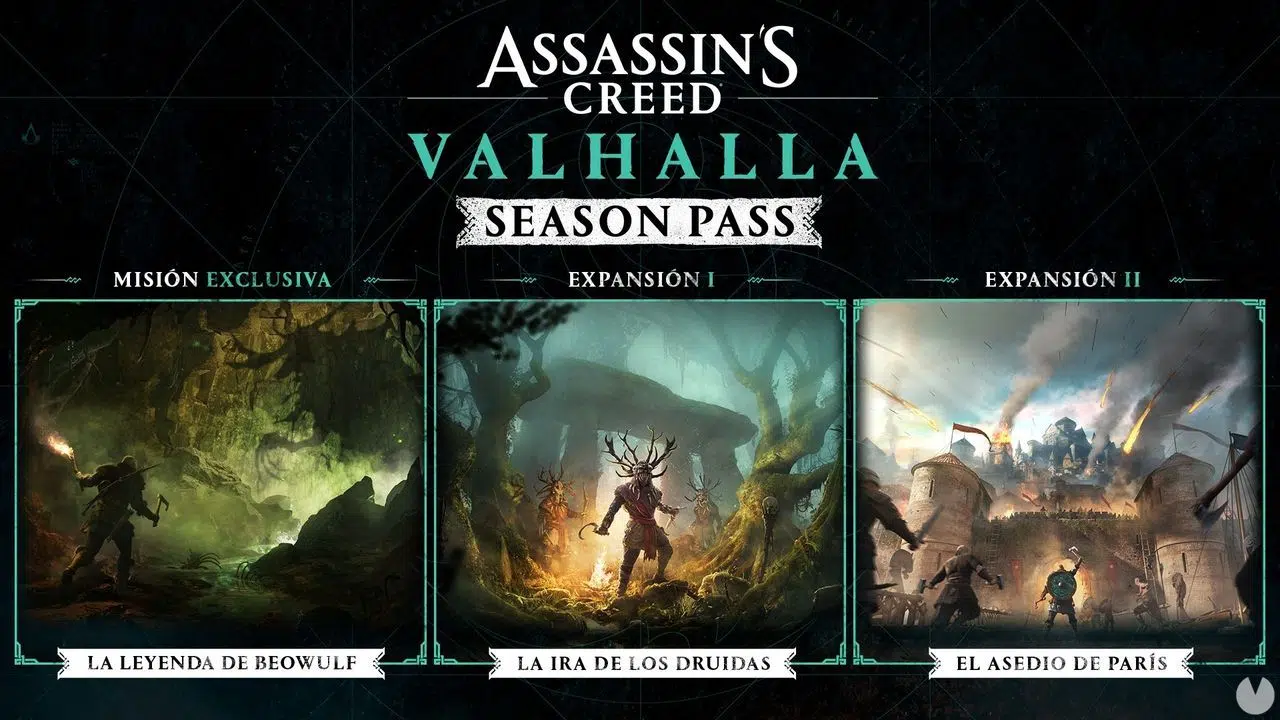 ASSASSIN'S
CREED
VALHALLA
SEASON PASS
MISIÓN EXCLUSIVA
EXPANSIÓN I
EXPANSIÓN II
LA LEYENDA DE BEOWULF
LA IRA DE LOS DRUIDAS
EL ASEDIO DE PARÍS